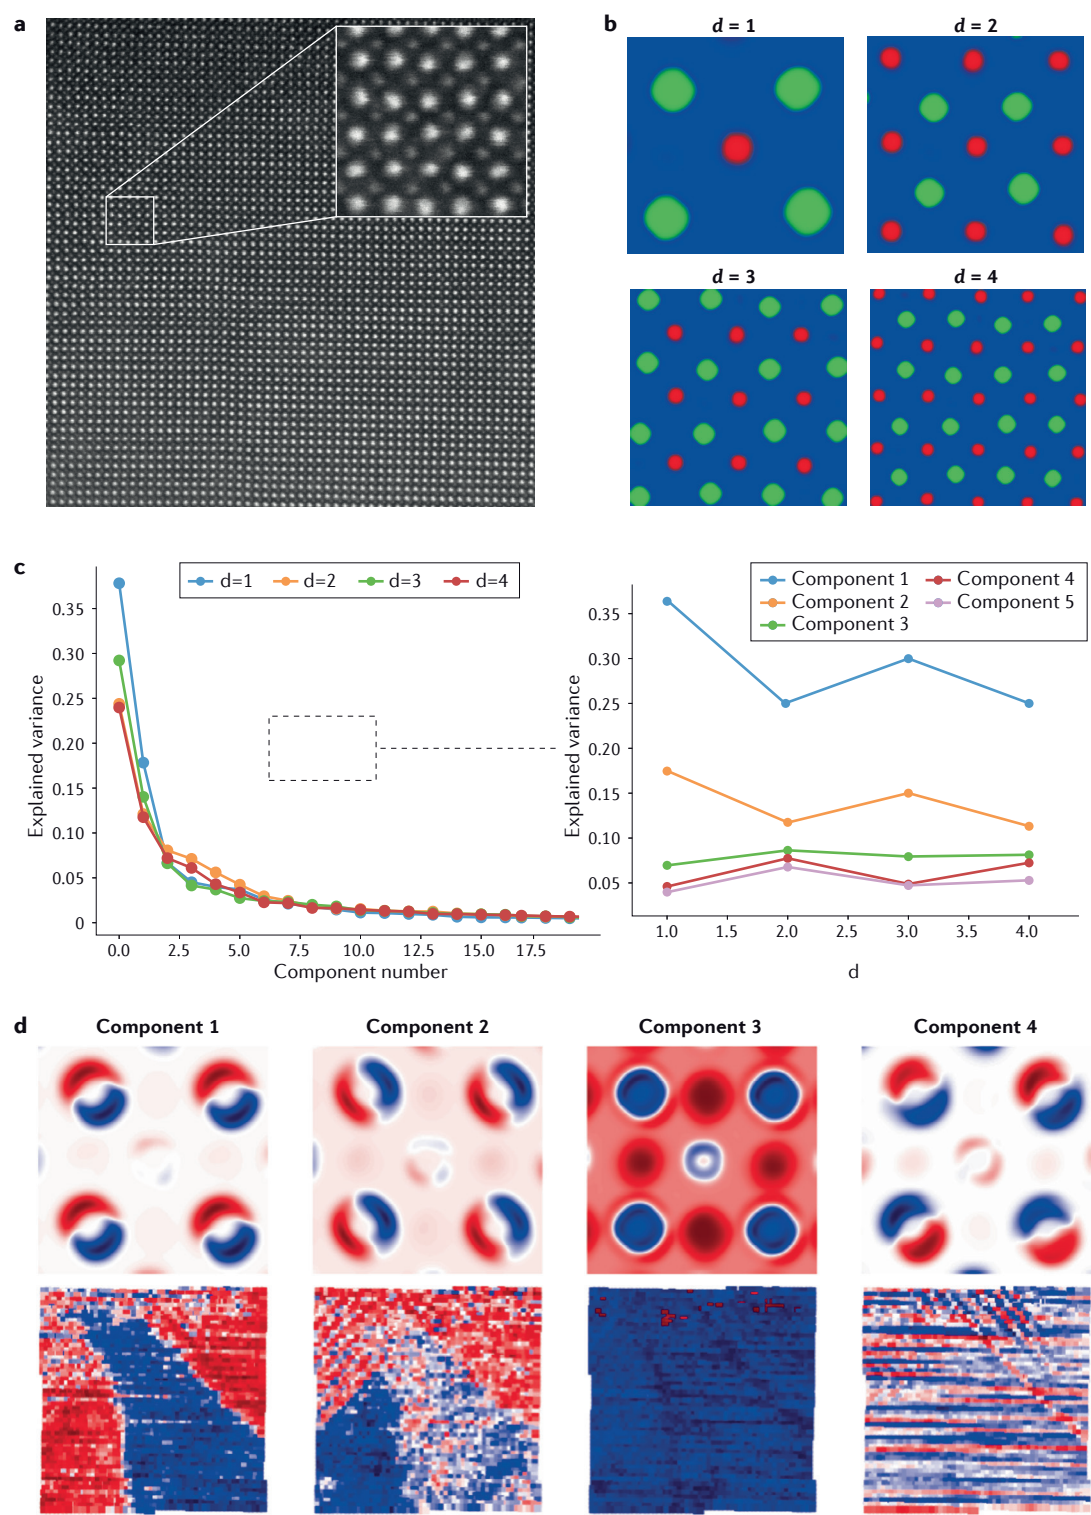 a
b
d = 1
d = 2
d = 3
d = 4
c
d=1 d=2 d=3 d=4
0.35
0.30
0.25
0.20
0.15
0.10
0.05
0
Explained variance
0.0 2.5 5.0 7.5 10.0 12.5 15.0 17.5
Component number
Component 1 Component 4
Component 2 Component 5
Component 3
0.35
0.30
0.25
0.20
0.15
0.10
0.05
Explained variance
1.0 1.5 2.0 2.5 3.0 3.5 4.0
d
d
Component 1
Component 2
Component 3
Component 4